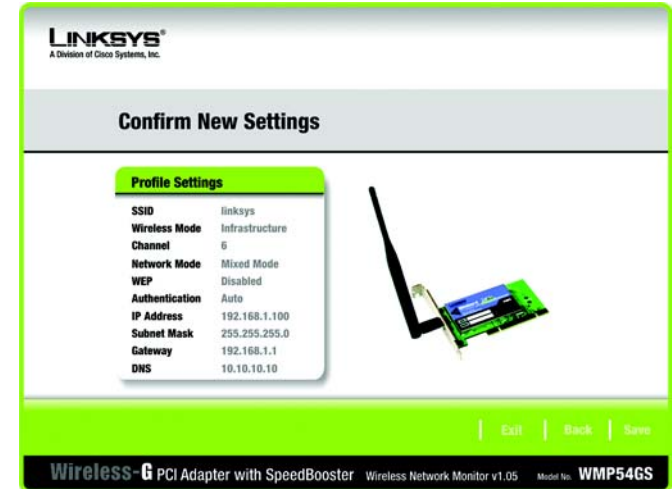 LINKSYS®
A Division of Cisco Systems, Inc.
Confirm New Settings
Profile Settings
SSID linksys
Wireless Mode Infrastructure
Channel 6
Network Mode Mixed Mode
WEP Disabled
Authentication Auto
IP Address 192.168.1.100
Subnet Mask 255.255.255.0
Gateway 192.168.1.1
DNS 10.10.10.10
Exit Back Save
Wireless-G PCI Adapter with SpeedBooster Wireless Network Monitor v1.05 Model No. WMP54GS